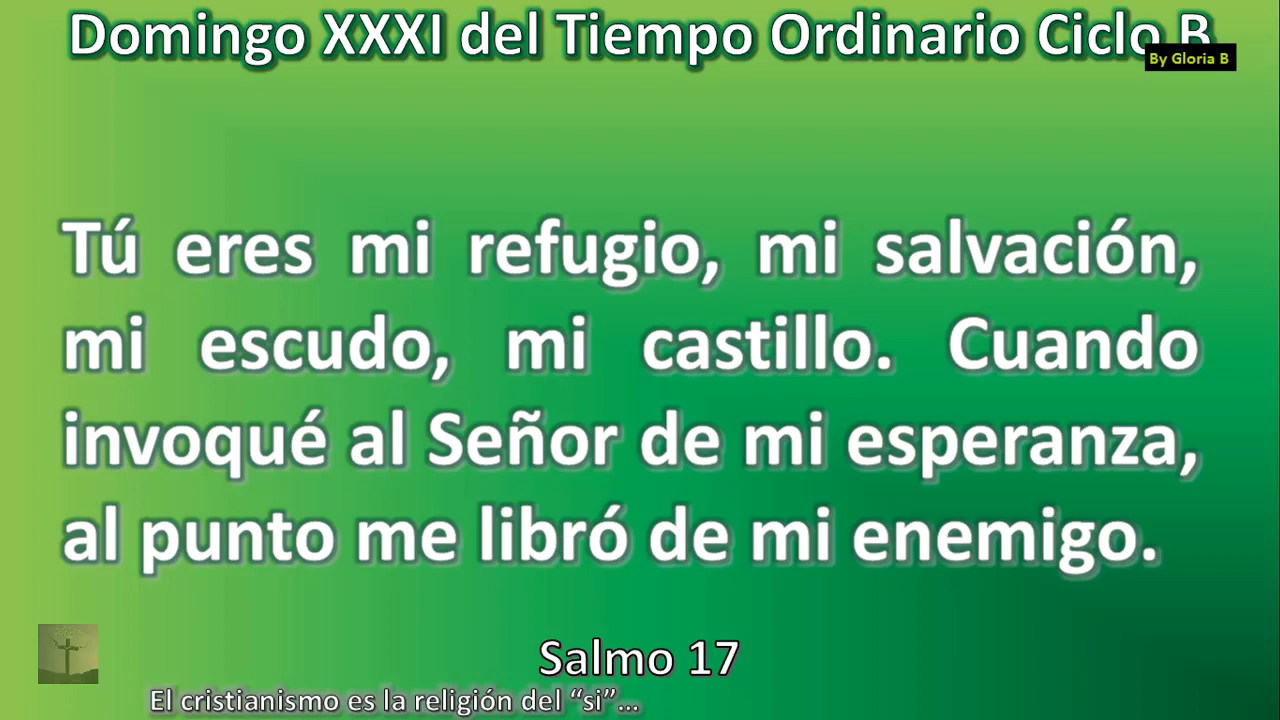 Domingo XXXI del Tiempo Ordinario Ciclo B
By Gloria B
Tú eres mi refugio, mi salvación,
mi escudo, mi castillo. Cuando
invoqué al Señor de mi esperanza,
al punto me libró de mi enemigo.
Salmo 17
El cristianismo es la religión del “si”...